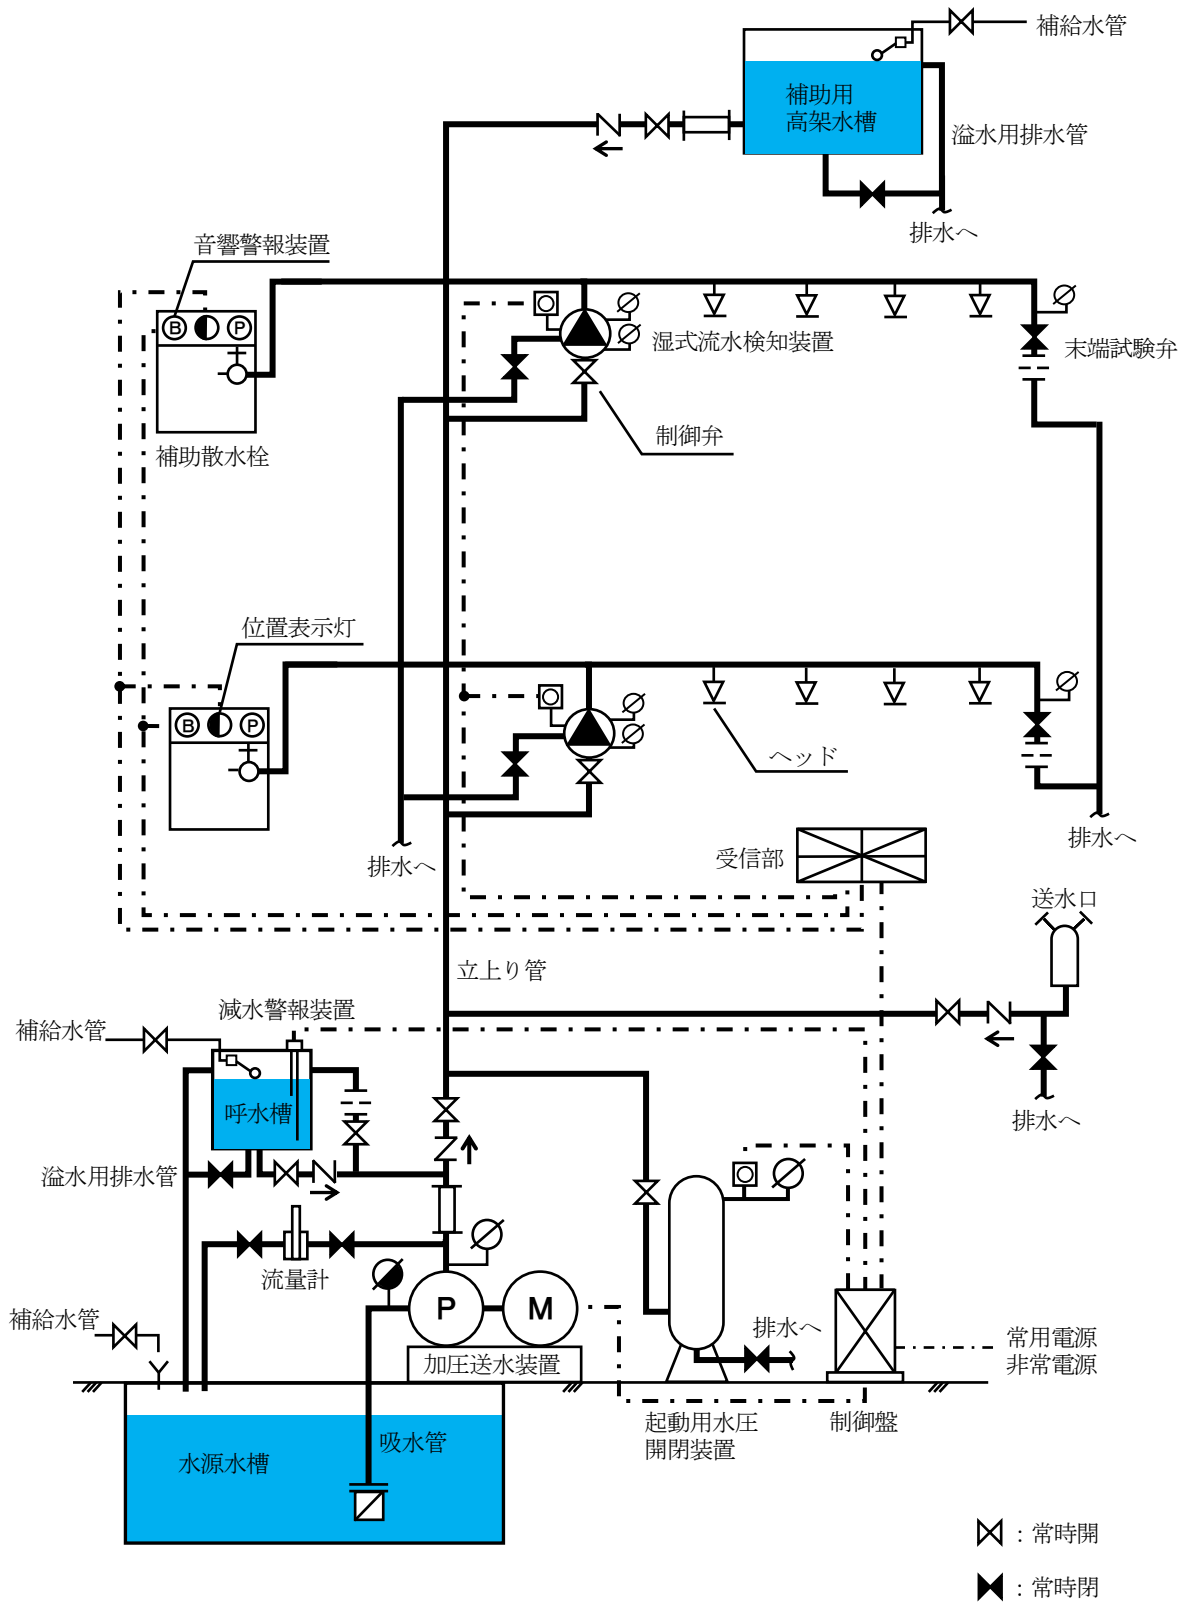 補給水管
補助用
高架水槽
溢水用排水管
排水へ
音響警報装置
B
P
湿式流水検知装置
末端試験弁
制御弁
補助散水栓
位置表示灯
B
P
ヘッド
排水へ
受信部
排水へ
送水口
立上り管
減水警報装置
補給水管
呼水槽
排水へ
溢水用排水管
流量計
P
M
補給水管
排水へ
常用電源
加圧送水装置
非常電源
起動用水圧
開閉装置
制御盤
吸水管
水源水槽
：常時開
：常時閉